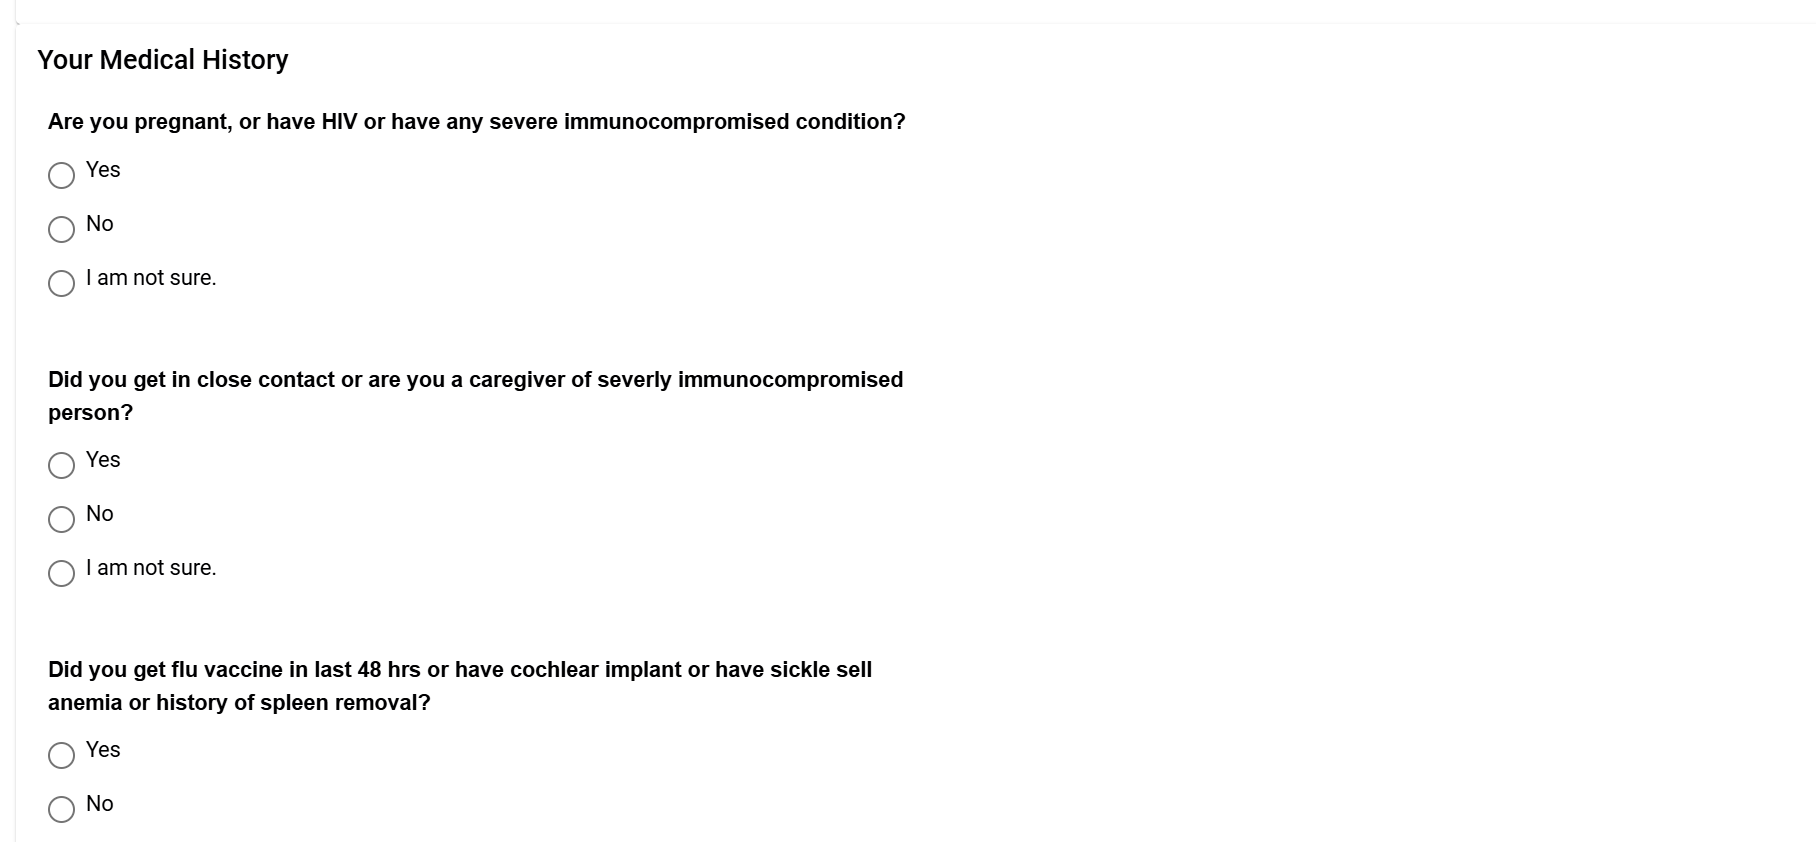 Your Medical History
Are you pregnant, or have HIV or have any severe immunocompromised condition?
Yes
No
I am not sure.
Did you get in close contact or are you a caregiver of severly immunocompromised
person?
Yes
No
I am not sure.
Did you get flu vaccine in last 48 hrs or have cochlear implant or have sickle sell
anemia or history of spleen removal?
Yes
No